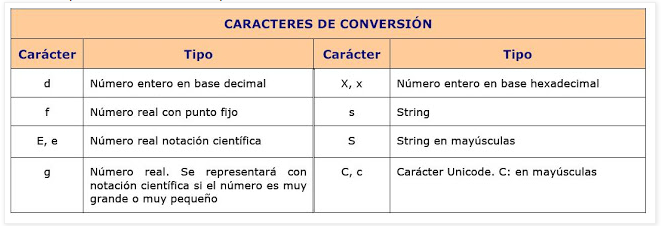 CARACTERES DE CONVERSIÓN
Carácter Tipo Carácter Tipo
d Número entero en base decimal X, x Número entero en base hexadecimal
f Número real con punto fijo s String
E, e Número real notación científica S String en mayúsculas
g Número real. Se representará con C, c Carácter Unicode. C: en mayúsculas
notación científica si el número es muy
grande o muy pequeño